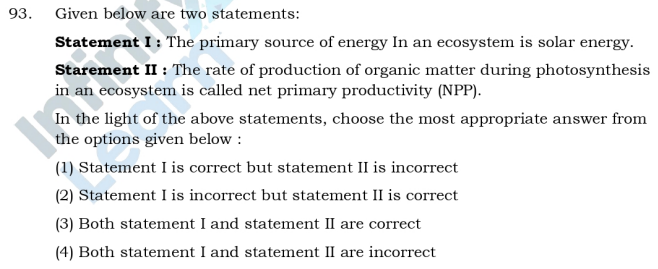 93. Given below are two statements:
Statement I : The primary source of energy In an ecosystem is solar energy.
Starement II : The rate of production of organic matter during photosynthesis
in an ecosystem is called net primary productivity (NPP).
In the light of the above statements, choose the most appropriate answer from
the options given below :
(1) Statement I is correct but statement II is incorrect
(2) Statement I is incorrect but statement II is correct
(3) Both statement I and statement II are correct
(4) Both statement I and statement II are incorrect
Infinity
Learn